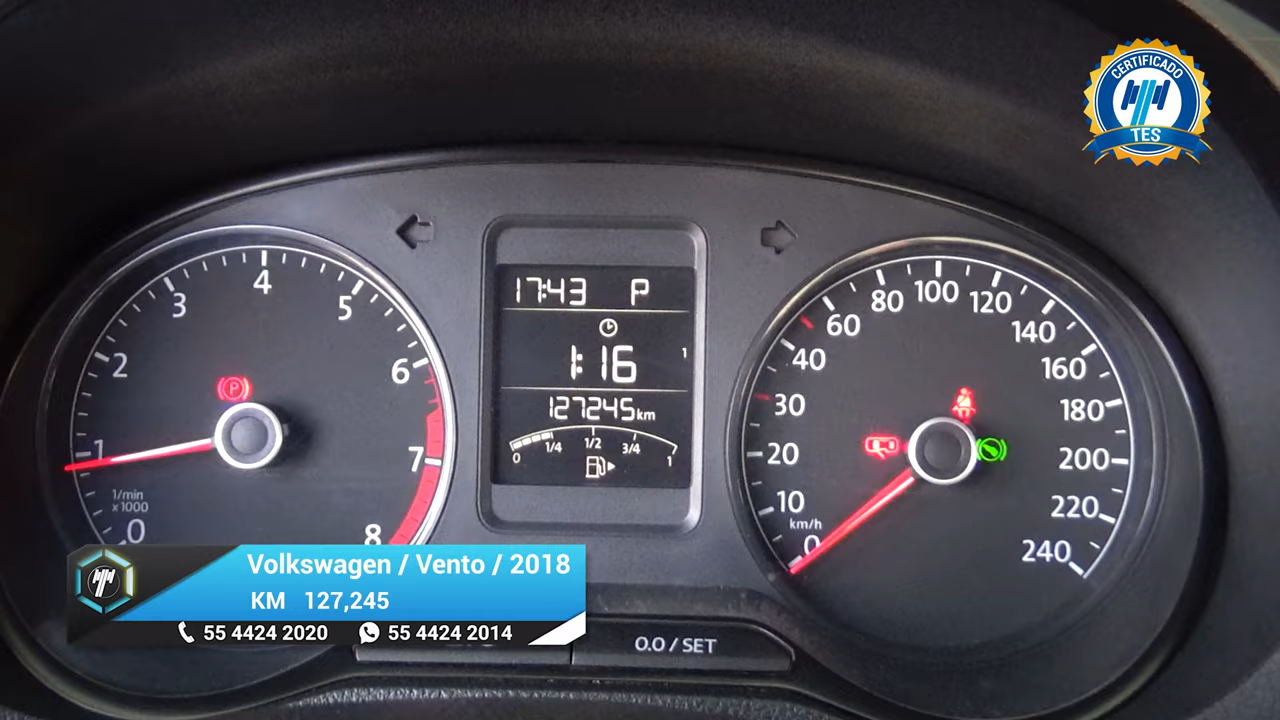 CERTIFICADO
TES
17:43 P
1:16 1
127245 km
0 1/4 1/2 3/4 1
0 1 2 3 4 5 6 7 8
1/min
x1000
P
0 10 20 30 40 60 80 100 120 140 160 180 200 220 240
km/h
Volkswagen / Vento / 2018
KM 127,245
55 4424 2020 55 4424 2014
0.0 / SET